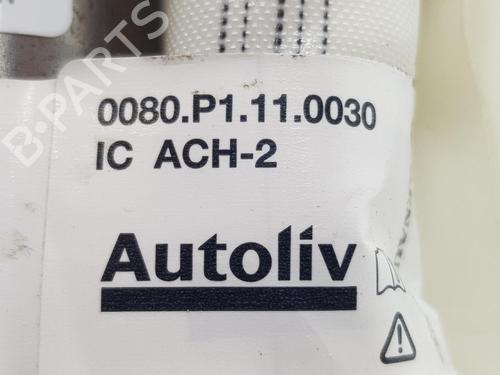 B-PARTS
0080.P1.11.0030
IC ACH-2
Autoliv